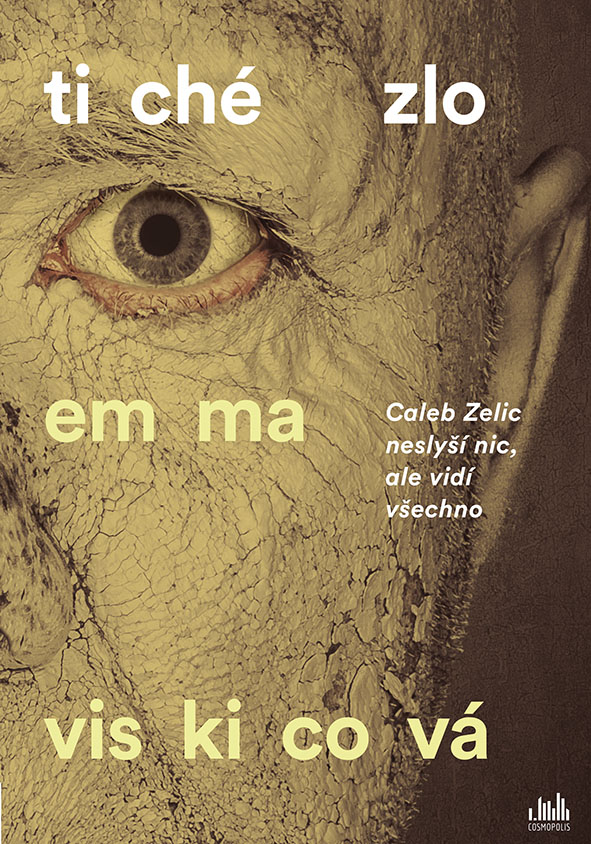 ti ché zlo
em ma
Caleb Zelic
neslyší nic,
ale vidí
všechno
vis ki co vá
COSMOPOLIS